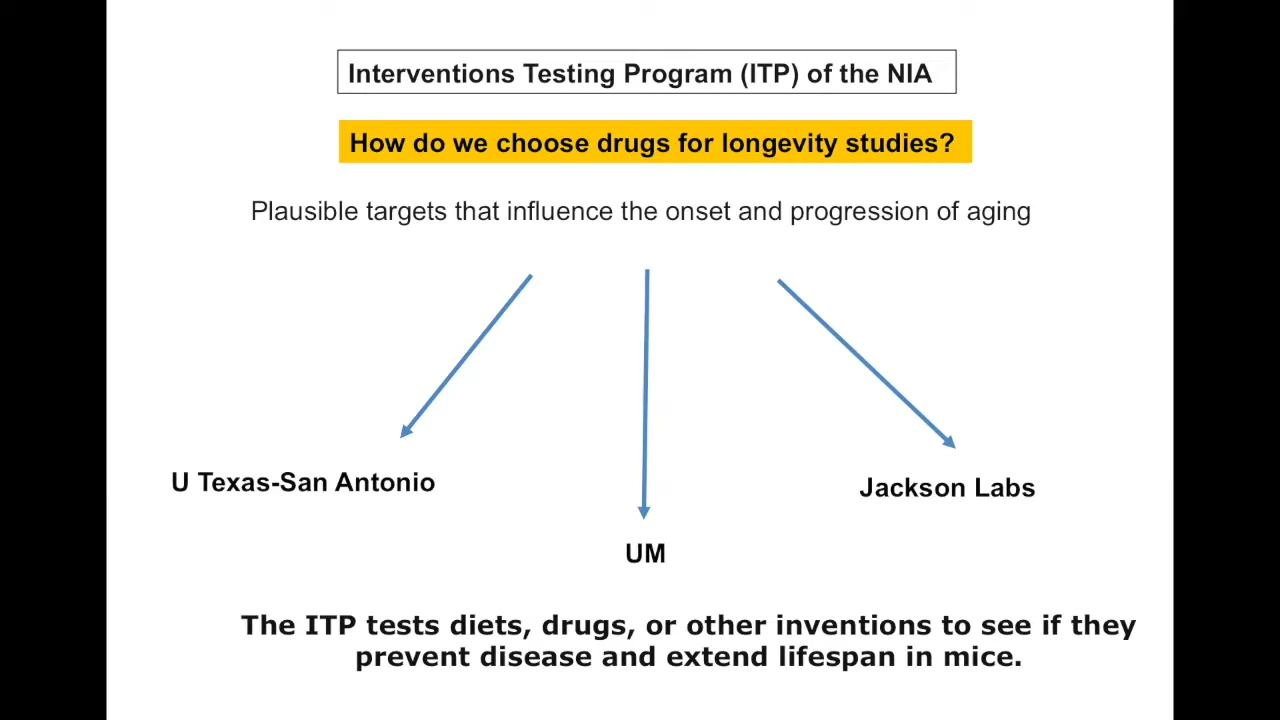 Interventions Testing Program (ITP) of the NIA
How do we choose drugs for longevity studies?
Plausible targets that influence the onset and progression of aging
U Texas-San Antonio
Jackson Labs
UM
The ITP tests diets, drugs, or other inventions to see if they
prevent disease and extend lifespan in mice.